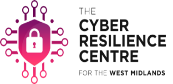 THE
CYBER
RESILIENCE
CENTRE
FOR THE WEST MIDLANDS